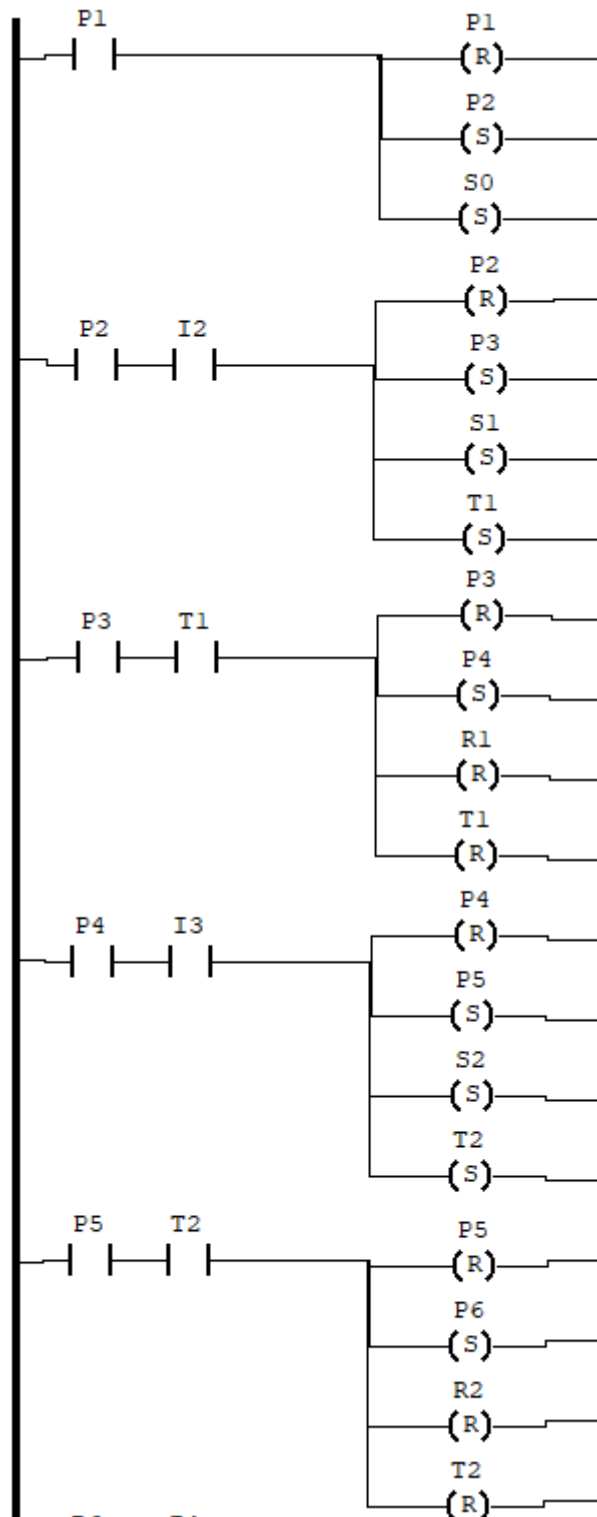 P1 P1
(R)
P2
(S)
S0
(S)
P2
(R)
P2 I2 P3
(S)
S1
(S)
T1
(S)
P3
(R)
P3 T1
P4
(S)
R1
(R)
T1
(R)
P4
(R)
P4 I3
P5
(S)
S2
(S)
T2
(S)
P5 T2 P5
(R)
P6
(S)
R2
(R)
T2
(R)